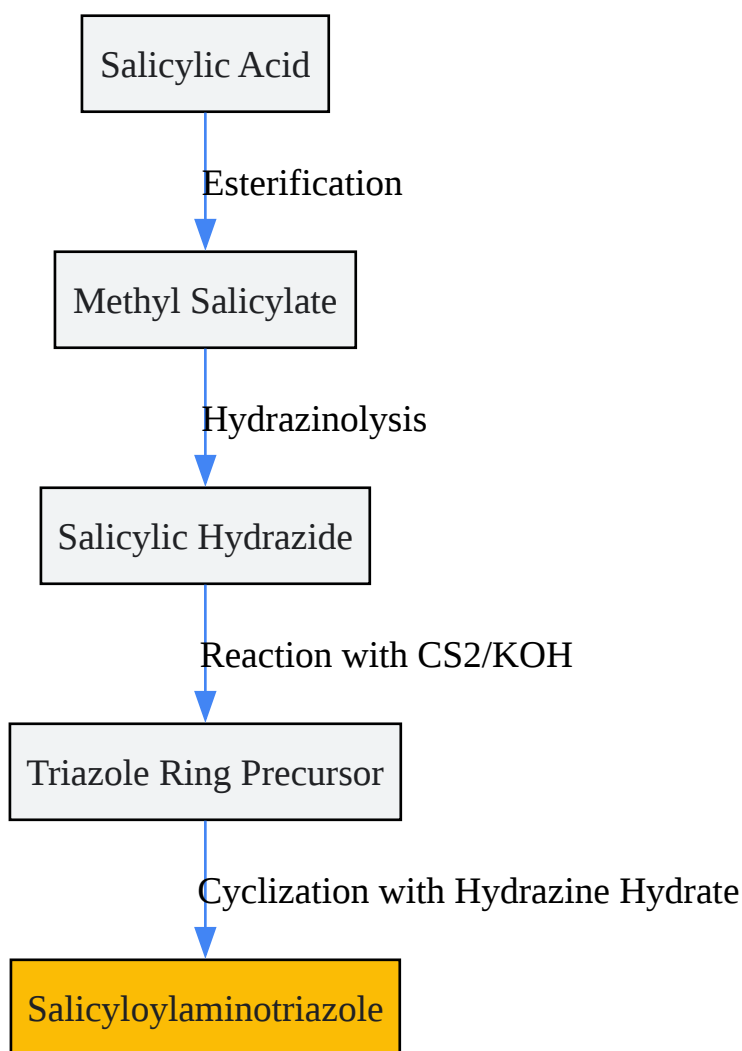 Salicylic Acid
Esterification
Methyl Salicylate
Hydrazinolysis
Salicylic Hydrazide
Reaction with CS2/KOH
Triazole Ring Precursor
Cyclization with Hydrazine Hydrate
Salicyloylaminotriazole